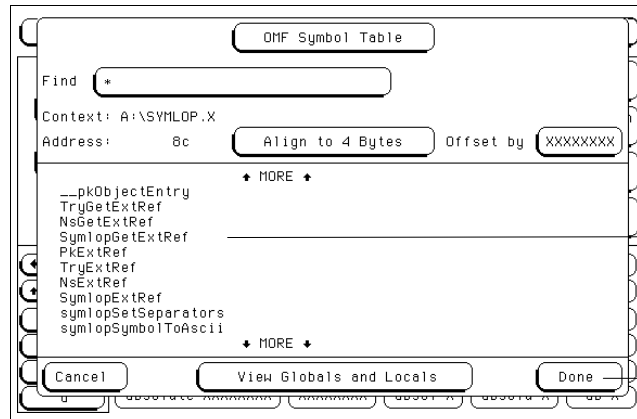 OMF Symbol Table
Find *
Context: A:\SYMLOP.X
Address: 8c Align to 4 Bytes Offset by XXXXXXXX
MORE
__pkObjectEntry
TryGetExtRef
NsGetExtRef
SymlopGetExtRef
PkExtRef
TryExtRef
NsExtRef
SymlopExtRef
symlopSetSeparators
symlopSymbolToAscii
MORE
Cancel View Globals and Locals Done